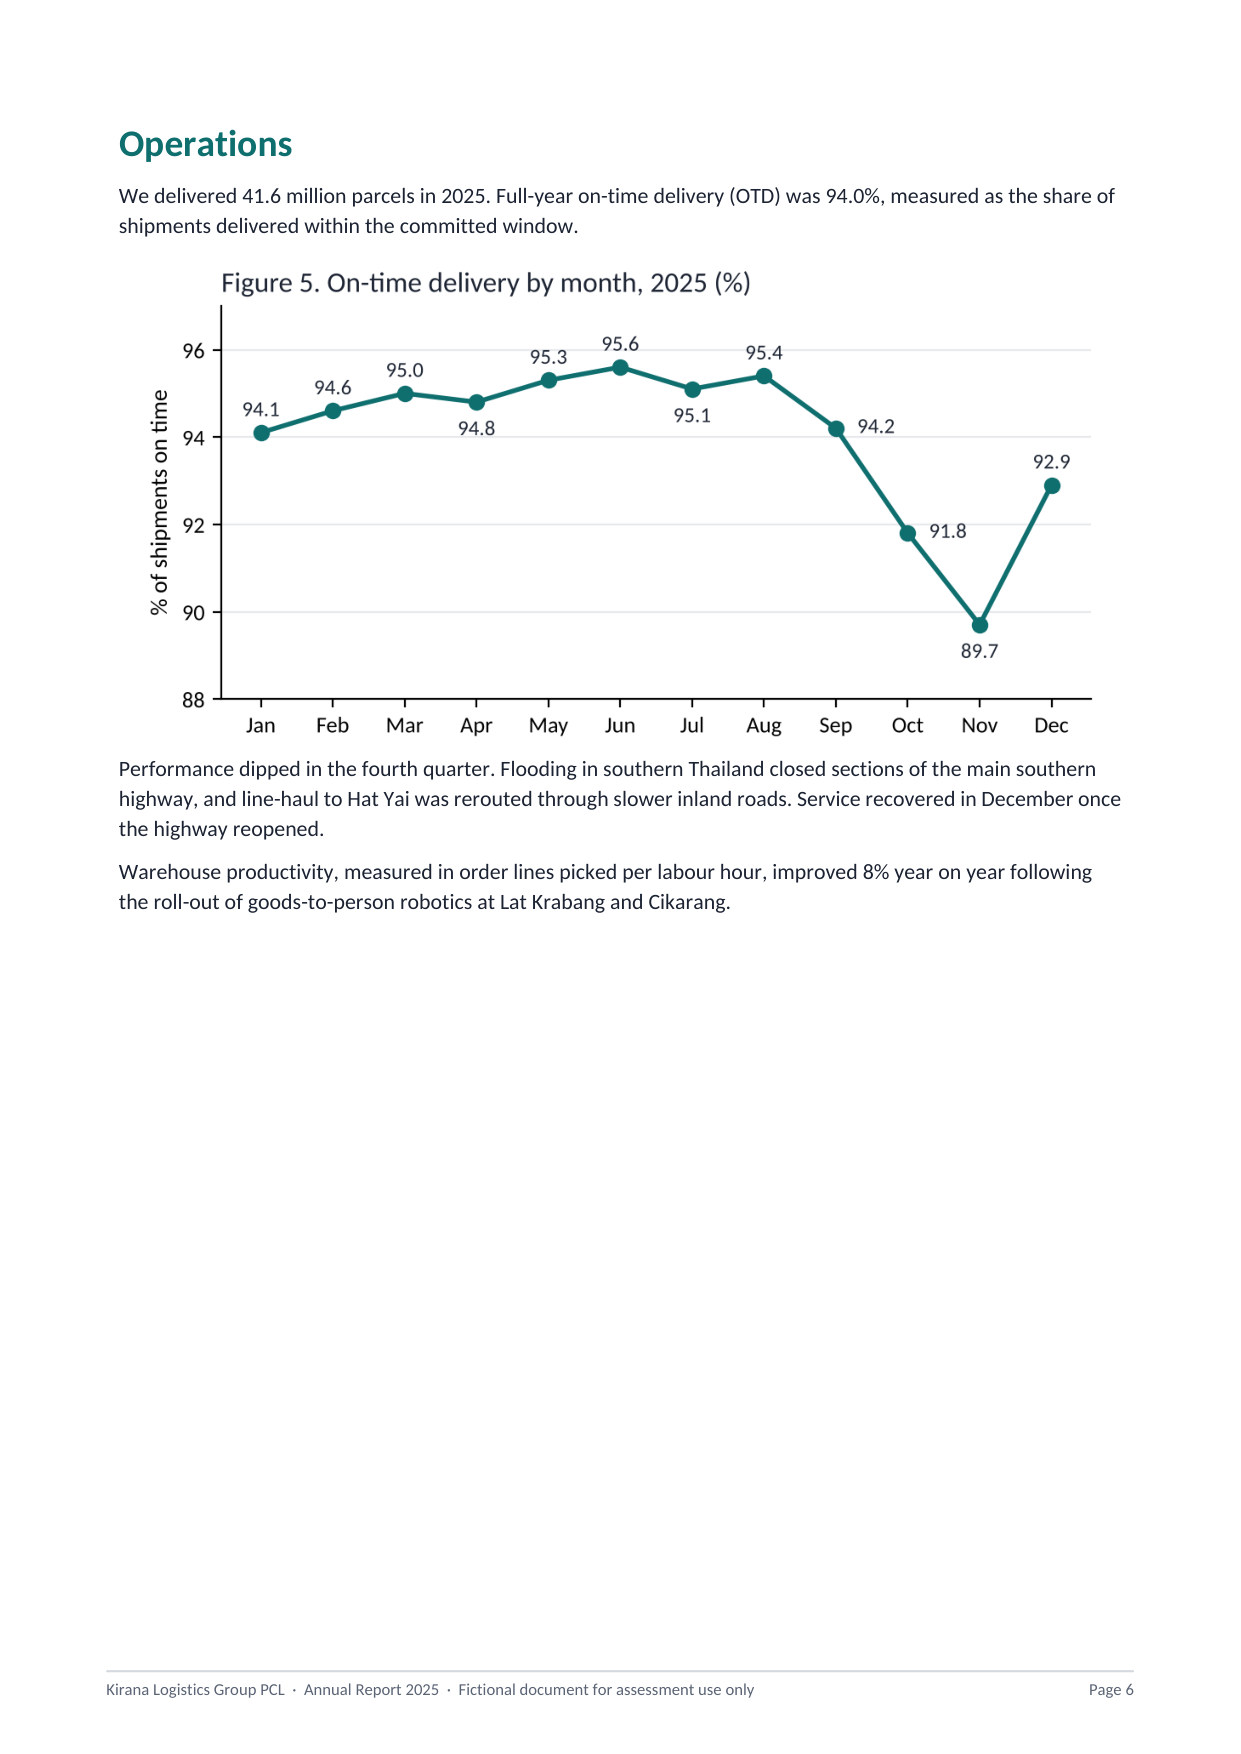 Operations
We delivered 41.6 million parcels in 2025. Full-year on-time delivery (OTD) was 94.0%, measured as the share of
shipments delivered within the committed window.
Figure 5. On-time delivery by month, 2025 (%)
% of shipments on time
96
94
92
90
88
94.1
94.6
95.0
94.8
95.3
95.6
95.1
95.4
94.2
91.8
89.7
92.9
Jan Feb Mar Apr May Jun Jul Aug Sep Oct Nov Dec
Performance dipped in the fourth quarter. Flooding in southern Thailand closed sections of the main southern
highway, and line-haul to Hat Yai was rerouted through slower inland roads. Service recovered in December once
the highway reopened.
Warehouse productivity, measured in order lines picked per labour hour, improved 8% year on year following
the roll-out of goods-to-person robotics at Lat Krabang and Cikarang.
Kirana Logistics Group PCL · Annual Report 2025 · Fictional document for assessment use only Page 6